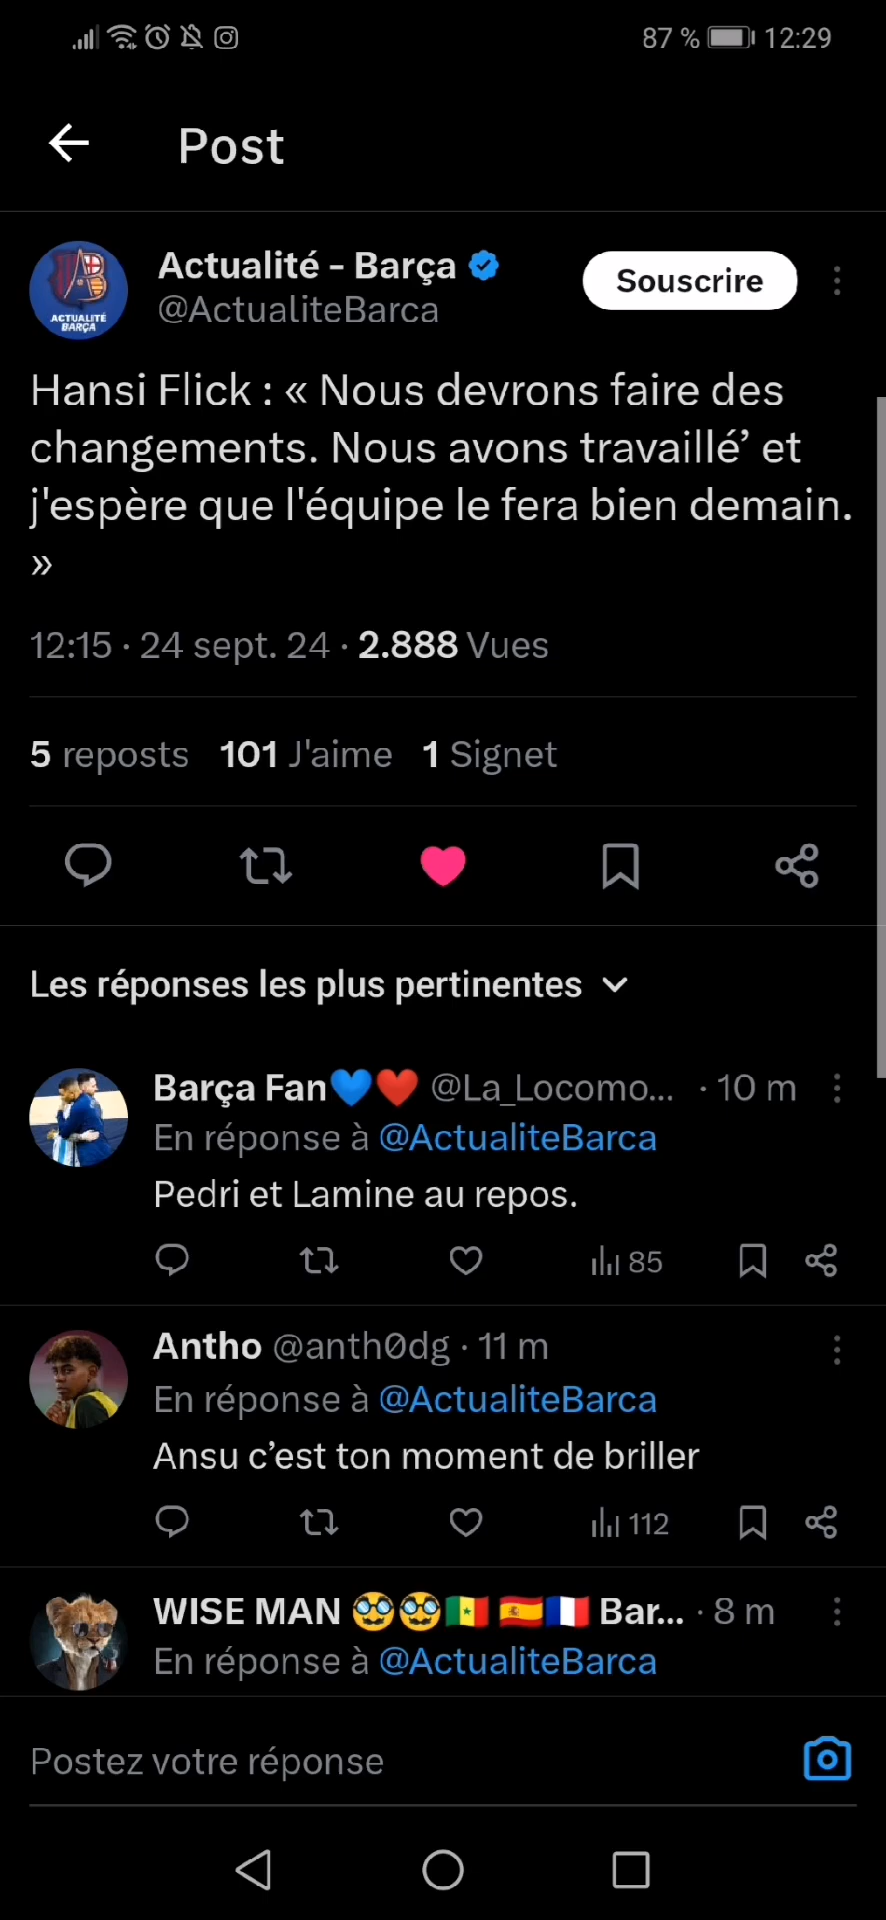 87 % 12:29
Post
Actualité - Barça
Souscrire
@ActualiteBarca
ACTUALITÉ
BARÇA
Hansi Flick : « Nous devrons faire des
changements. Nous avons travaillé’ et
j'espère que l'équipe le fera bien demain.
»
12:15 · 24 sept. 24 · 2.888 Vues
5 reposts 101 J'aime 1 Signet
Les réponses les plus pertinentes
Barça Fan💙❤️ @La_Locomo... · 10 m
En réponse à @ActualiteBarca
Pedri et Lamine au repos.
85
Antho @anth0dg · 11 m
En réponse à @ActualiteBarca
Ansu c’est ton moment de briller
112
WISE MAN 🥸🥸🇸🇳 🇪🇸🇫🇷 Bar... · 8 m
En réponse à @ActualiteBarca
Postez votre réponse